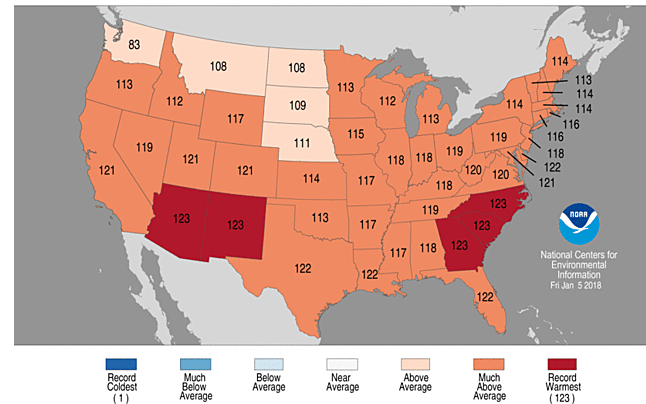 83
108
108
114
113
112
117
109
113
112
113
114
113
114
114
116
116
118
122
121
111
115
119
121
119
121
121
114
117
118
118
119
120
120
118
123
123
113
117
119
123
123
123
122
122
117
118
122
NOAA
National Centers for
Environmental
Information
Fri Jan 5 2018
Record
Coldest
(1)
Much
Below
Average
Below
Average
Near
Average
Above
Average
Much
Above
Average
Record
Warmest
(123)